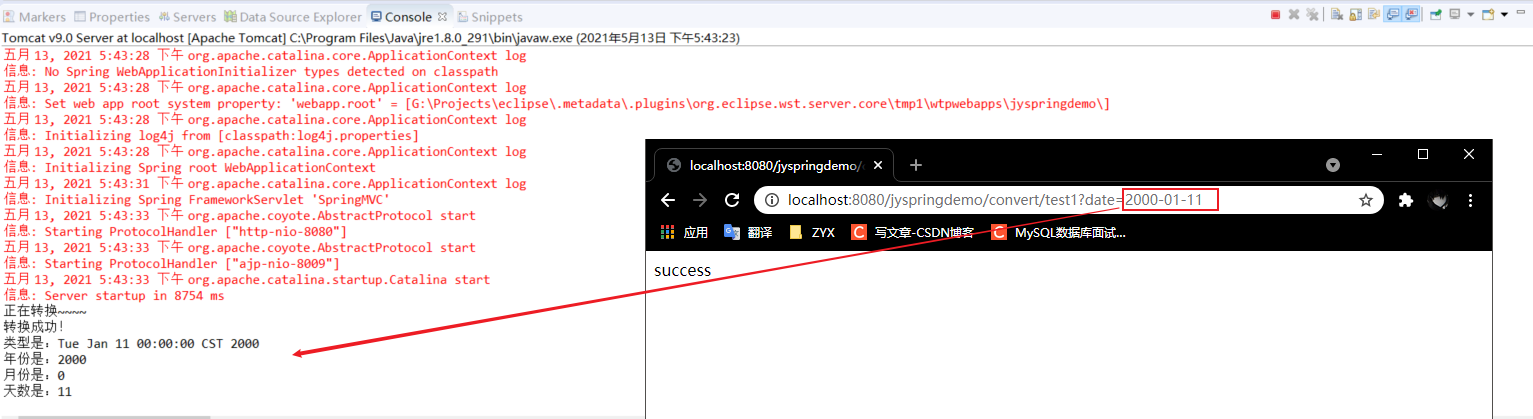 Markers Properties Servers Data Source Explorer Console Snippets
Tomcat v9.0 Server at localhost [Apache Tomcat] C:\Program Files\Java\jre1.8.0_291\bin\javaw.exe (2021年5月13日 下午5:43:23)
五月 13, 2021 5:43:28 下午 org.apache.catalina.core.ApplicationContext log
信息: No Spring WebApplicationInitializer types detected on classpath
五月 13, 2021 5:43:28 下午 org.apache.catalina.core.ApplicationContext log
信息: Set web app root system property: 'webapp.root' = [G:\Projects\eclipse\.metadata\.plugins\org.eclipse.wst.server.core\tmp1\wtpwebapps\jyspringdemo\]
五月 13, 2021 5:43:28 下午 org.apache.catalina.core.ApplicationContext log
信息: Initializing log4j from [classpath:log4j.properties]
五月 13, 2021 5:43:28 下午 org.apache.catalina.core.ApplicationContext log
信息: Initializing Spring root WebApplicationContext
五月 13, 2021 5:43:31 下午 org.apache.catalina.core.ApplicationContext log
信息: Initializing Spring FrameworkServlet 'SpringMVC'
五月 13, 2021 5:43:33 下午 org.apache.coyote.AbstractProtocol start
信息: Starting ProtocolHandler ["http-nio-8080"]
五月 13, 2021 5:43:33 下午 org.apache.coyote.AbstractProtocol start
信息: Starting ProtocolHandler ["ajp-nio-8009"]
五月 13, 2021 5:43:33 下午 org.apache.catalina.startup.Catalina start
信息: Server startup in 8754 ms
正在转换~~~~
转换成功!
类型是: Tue Jan 11 00:00:00 CST 2000
年份是: 2000
月份是: 0
天数是: 11
localhost:8080/jyspringdemo/
localhost:8080/jyspringdemo/convert/test1?date=2000-01-11
应用 翻译 ZYX 写文章-CSDN博客 MySQL数据库面试...
success